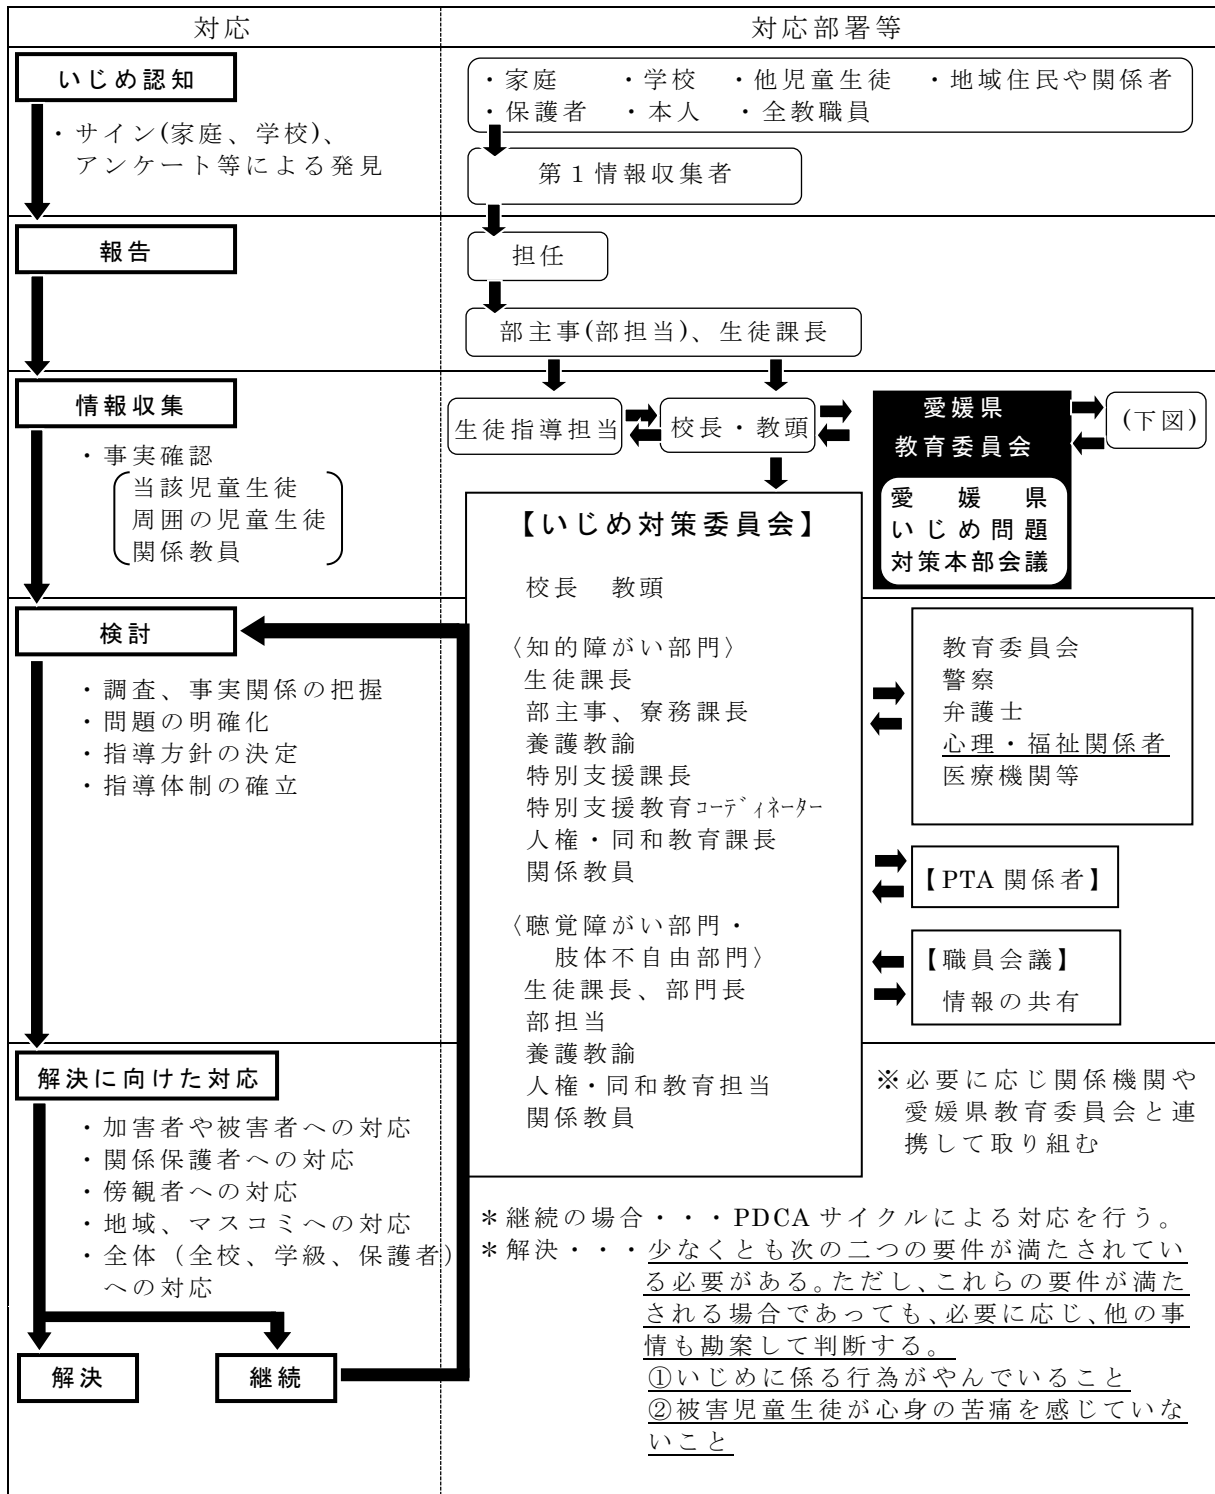 対応
対応部署等
いじめ認知
・サイン(家庭、学校)、
アンケート等による発見
・家庭　・学校　・他児童生徒　・地域住民や関係者
・保護者　・本人　・全教職員
第１情報収集者
報告
担任
部主事(部担当)、生徒課長
情報収集
・事実確認
当該児童生徒
周囲の児童生徒
関係教員
生徒指導担当
校長・教頭
愛媛県
教育委員会
愛媛県
いじめ問題
対策本部会議
(下図)
【いじめ対策委員会】
校長　教頭
〈知的障がい部門〉
生徒課長
部主事、寮務課長
養護教諭
特別支援課長
特別支援教育コーディネーター
人権・同和教育課長
関係教員
〈聴覚障がい部門・
肢体不自由部門〉
生徒課長、部門長
部担当
養護教諭
人権・同和教育担当
関係教員
検討
・調査、事実関係の把握
・問題の明確化
・指導方針の決定
・指導体制の確立
教育委員会
警察
弁護士
心理・福祉関係者
医療機関等
【PTA 関係者】
【職員会議】
情報の共有
解決に向けた対応
・加害者や被害者への対応
・関係保護者への対応
・傍観者への対応
・地域、マスコミへの対応
・全体（全校、学級、保護者）
への対応
※必要に応じ関係機関や
愛媛県教育委員会と連
携して取り組む
解決
継続
＊継続の場合・・・PDCA サイクルによる対応を行う。
＊解決・・・少なくとも次の二つの要件が満たされてい
る必要がある。ただし、これらの要件が満た
される場合であっても、必要に応じ、他の事
情も勘案して判断する。
①いじめに係る行為がやんでいること
②被害児童生徒が心身の苦痛を感じていな
いこと